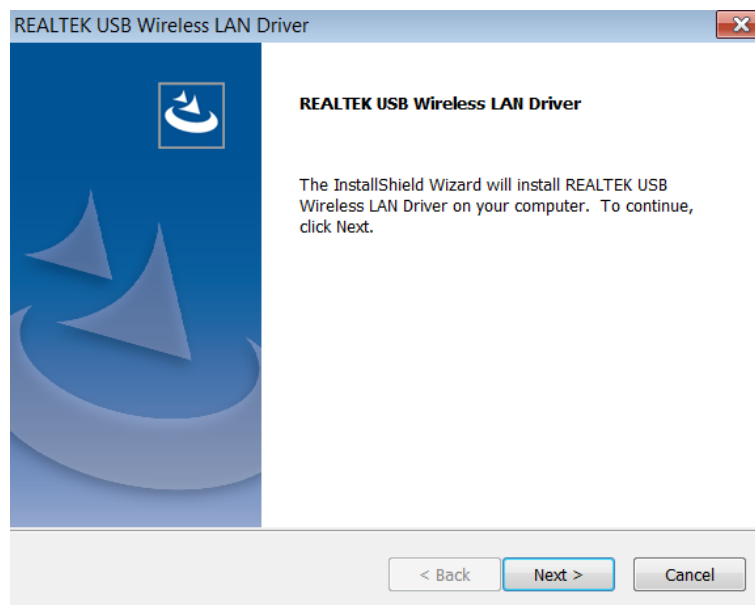 REALTEK USB Wireless LAN Driver
REALTEK USB Wireless LAN Driver
The InstallShield Wizard will install REALTEK USB
Wireless LAN Driver on your computer.  To continue,
click Next.
< Back
Next >
Cancel